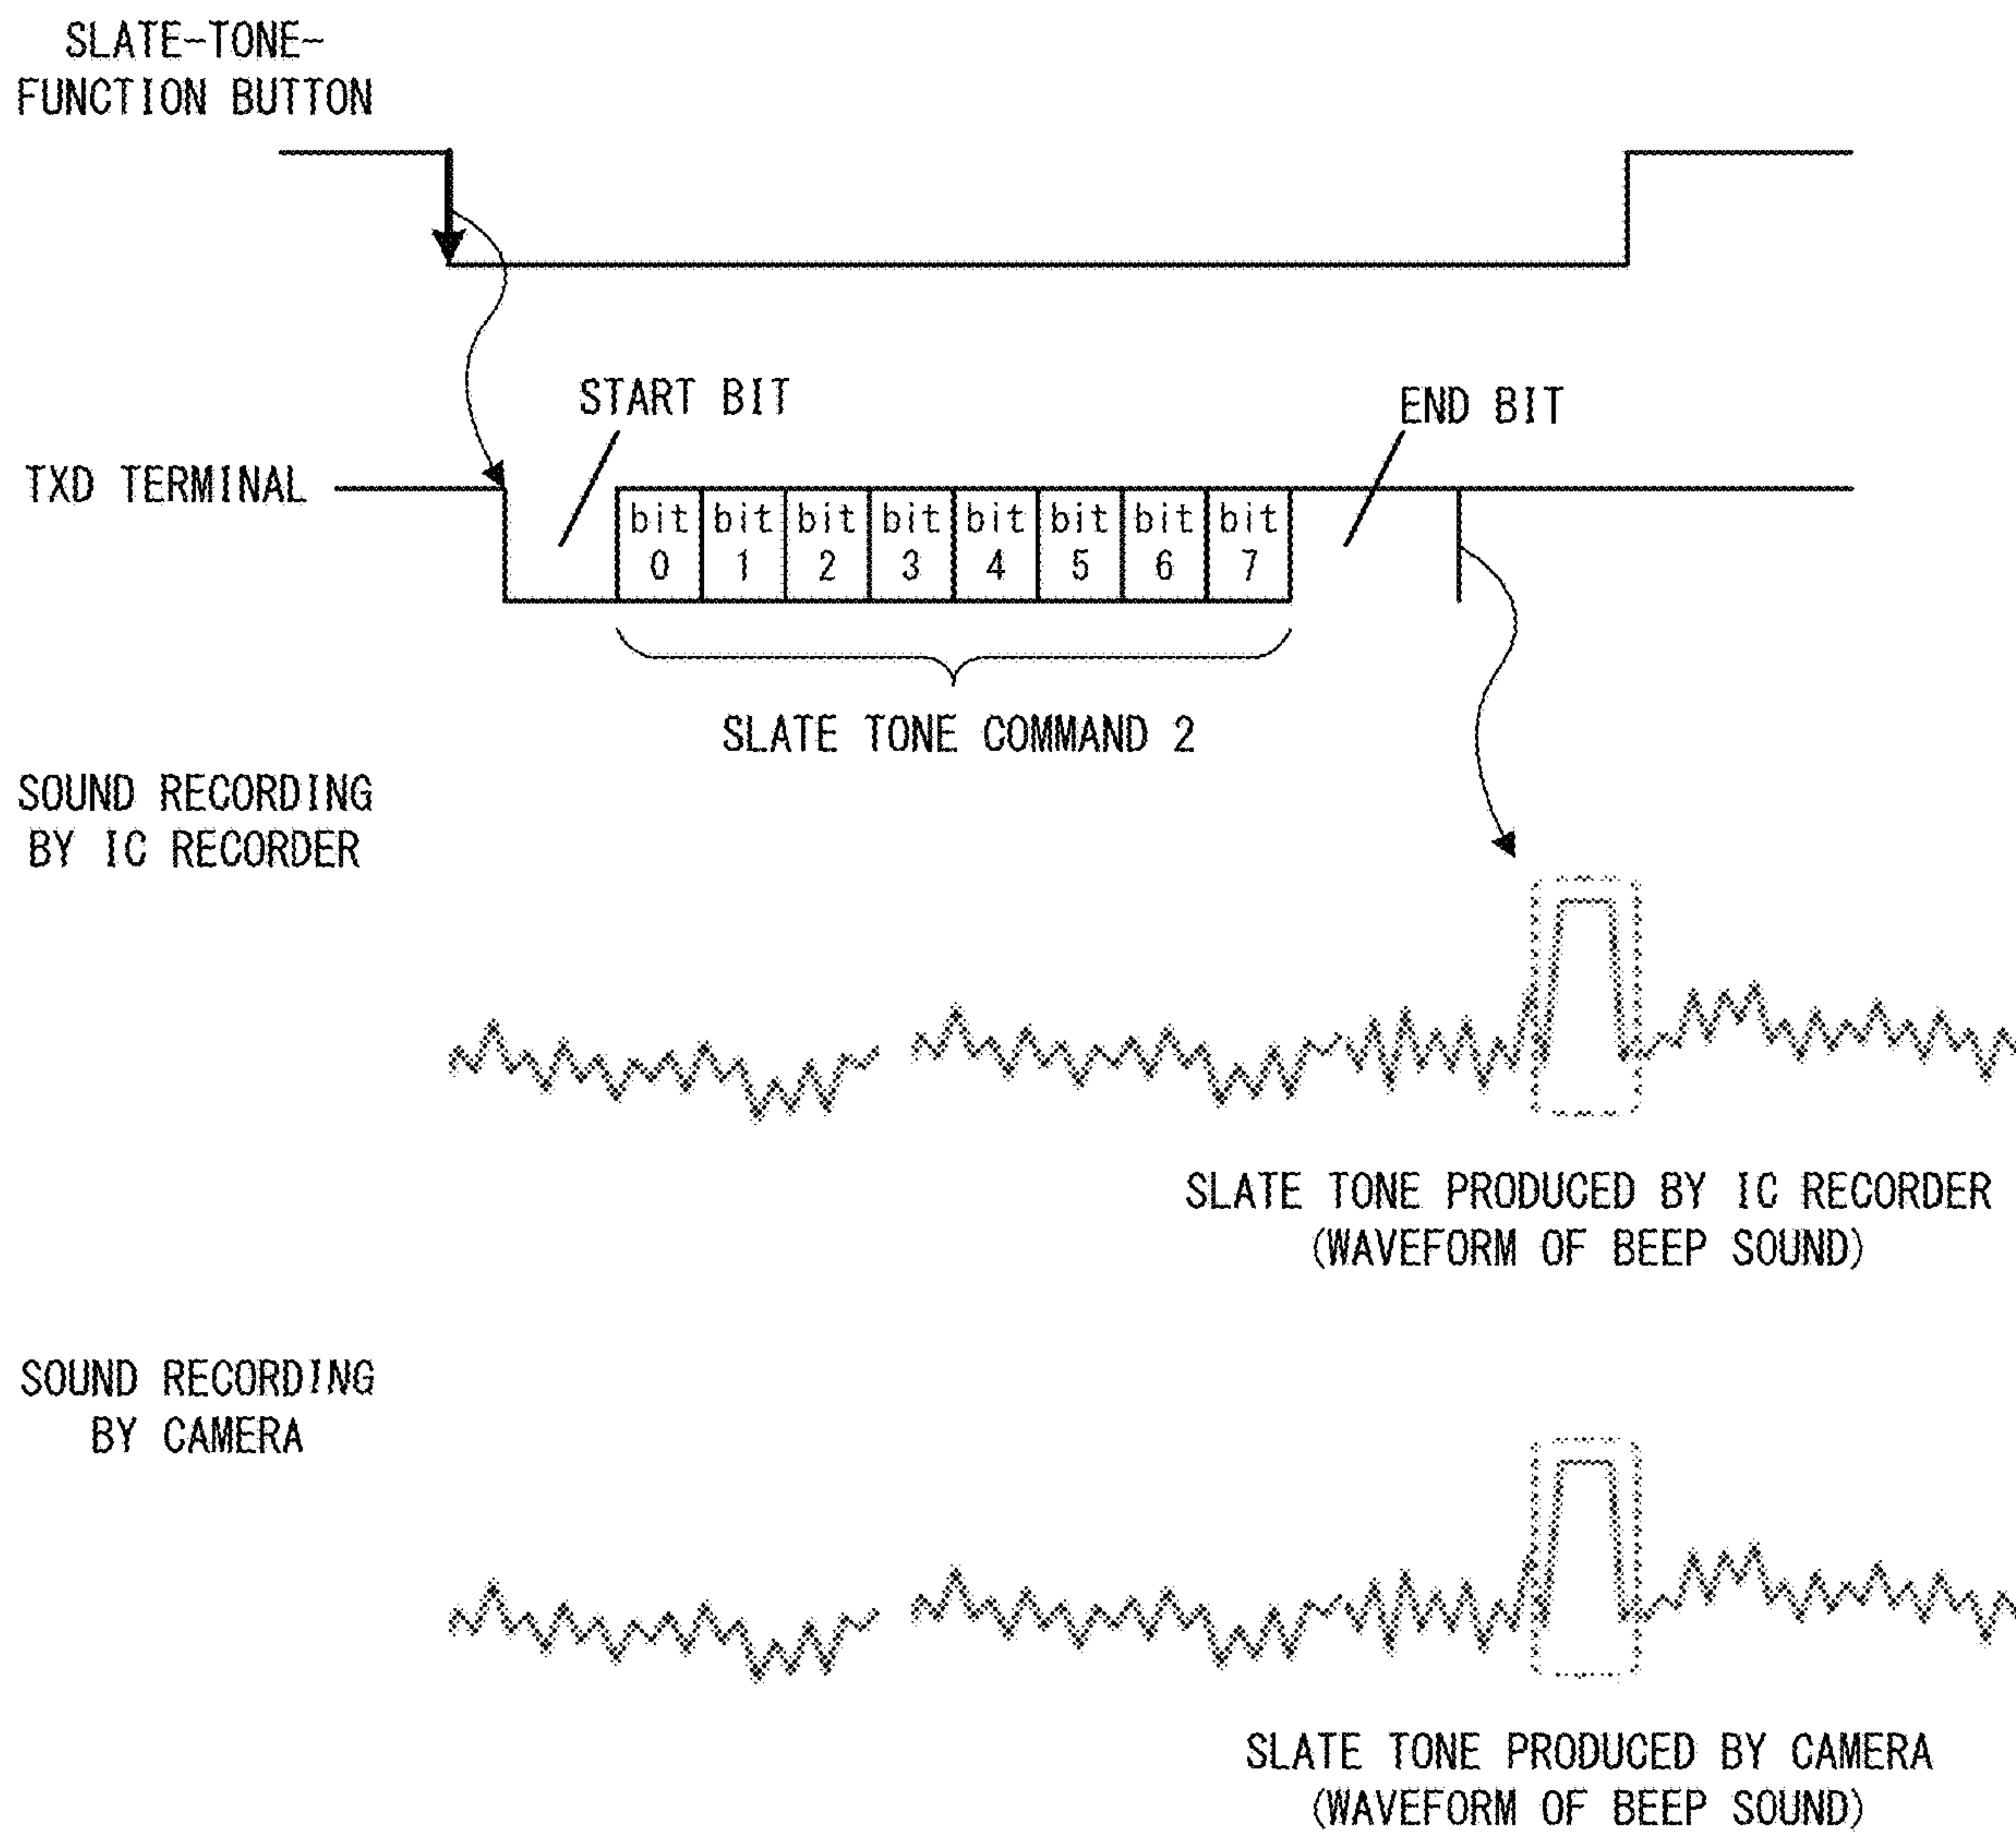 SLATE-TONE-
FUNCTION BUTTON
START BIT
END BIT
TXD TERMINAL
bit bit bit bit bit bit bit bit
0 1 2 3 4 5 6 7
SLATE TONE COMMAND 2
SOUND RECORDING
BY IC RECORDER
SLATE TONE PRODUCED BY IC RECORDER
(WAVEFORM OF BEEP SOUND)
SOUND RECORDING
BY CAMERA
SLATE TONE PRODUCED BY CAMERA
(WAVEFORM OF BEEP SOUND)